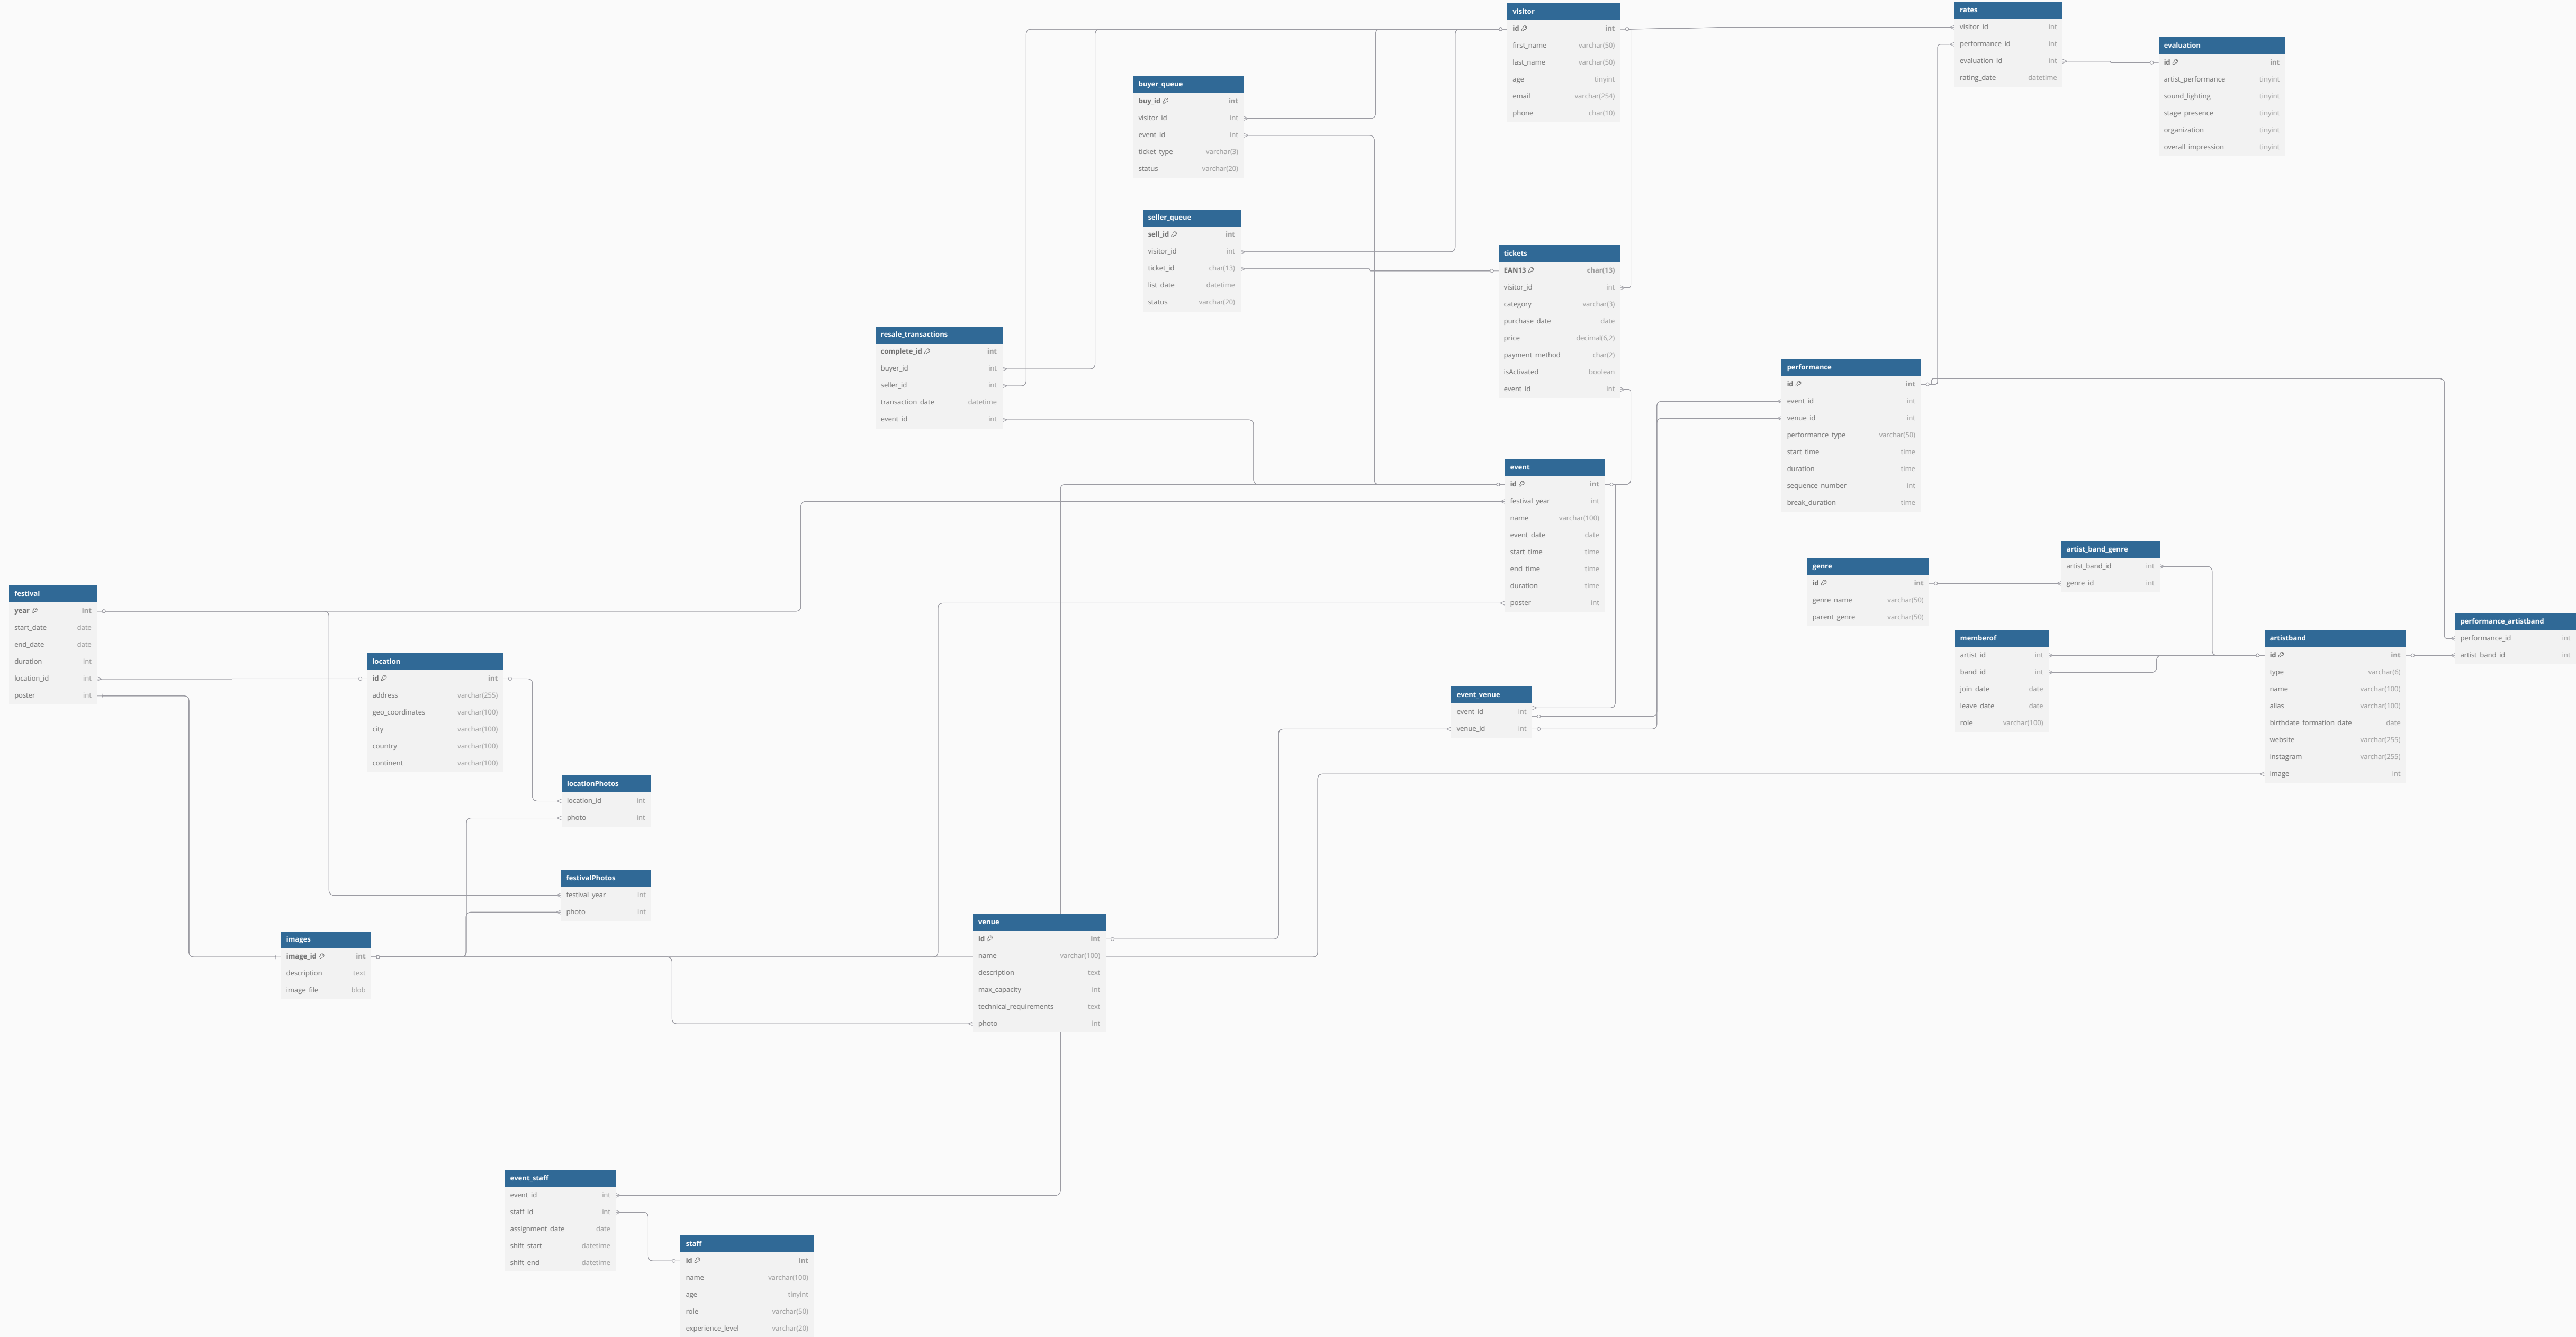 visitor
id int
first_name varchar(50)
last_name varchar(50)
age tinyint
email varchar(254)
phone char(10)
rates
visitor_id int
performance_id int
evaluation_id int
rating_date datetime
evaluation
id int
artist_performance tinyint
sound_lighting tinyint
stage_presence tinyint
organization tinyint
overall_impression tinyint
buyer_queue
buy_id int
visitor_id int
event_id int
ticket_type varchar(3)
status varchar(20)
seller_queue
sell_id int
visitor_id int
ticket_id char(13)
list_date datetime
status varchar(20)
tickets
EAN13 char(13)
visitor_id int
category varchar(3)
purchase_date date
price decimal(6,2)
payment_method char(2)
isActivated boolean
event_id int
resale_transactions
complete_id int
buyer_id int
seller_id int
transaction_date datetime
event_id int
performance
id int
event_id int
venue_id int
performance_type varchar(50)
start_time time
duration time
sequence_number int
break_duration time
event
id int
festival_year int
name varchar(100)
event_date date
start_time time
end_time time
duration time
poster int
artist_band_genre
artist_band_id int
genre_id int
genre
id int
genre_name varchar(50)
parent_genre varchar(50)
festival
year int
start_date date
end_date date
duration int
location_id int
poster int
performance_artistband
performance_id int
artist_band_id int
memberof
artist_id int
band_id int
join_date date
leave_date date
role varchar(100)
artistband
id int
type varchar(6)
name varchar(100)
alias varchar(100)
birthdate_formation_date date
website varchar(255)
instagram varchar(255)
image int
location
id int
address varchar(255)
geo_coordinates varchar(100)
city varchar(100)
country varchar(100)
continent varchar(100)
event_venue
event_id int
venue_id int
locationPhotos
location_id int
photo int
festivalPhotos
festival_year int
photo int
images
image_id int
description text
image_file blob
venue
id int
name varchar(100)
description text
max_capacity int
technical_requirements text
photo int
event_staff
event_id int
staff_id int
assignment_date date
shift_start datetime
shift_end datetime
staff
id int
name varchar(100)
age tinyint
role varchar(50)
experience_level varchar(20)